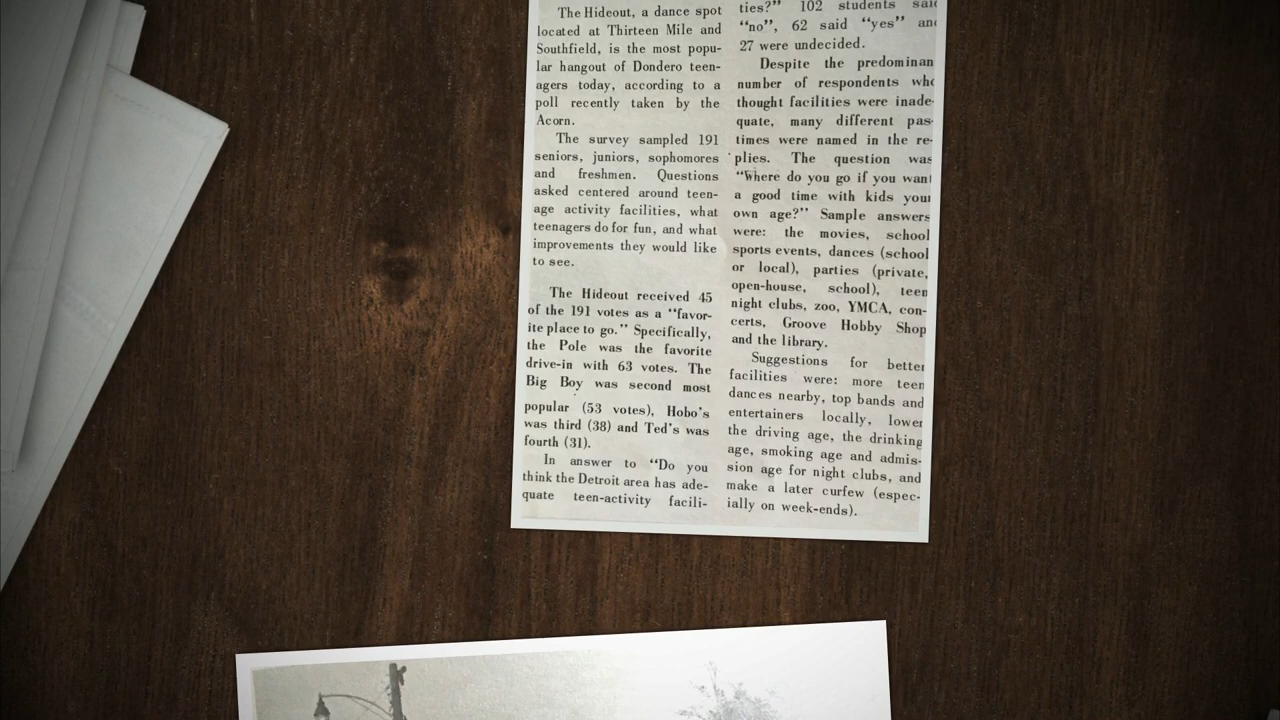 The Hideout, a dance spot
located at Thirteen Mile and
Southfield, is the most popu-
lar hangout of Dondero teen-
agers today, according to a
poll recently taken by the
Acorn.
The survey sampled 191
seniors, juniors, sophomores
and freshmen. Questions
asked centered around teen-
age activity facilities, what
teenagers do for fun, and what
improvements they would like
to see.
The Hideout received 45
of the 191 votes as a "favor-
ite place to go." Specifically,
the Pole was the favorite
drive-in with 63 votes. The
Big Boy was second most
popular (53 votes), Hobo's
was third (38) and Ted's was
fourth (31).
In answer to "Do you
think the Detroit area has ade-
quate teen-activity facili-
ties?" 102 students said
"no", 62 said "yes" and
27 were undecided.
Despite the predominan
number of respondents who
thought facilities were inade-
quate, many different pas-
times were named in the re-
plies. The question was
"Where do you go if you want
a good time with kids your
own age?" Sample answers
were: the movies, school
sports events, dances (school
or local), parties (private,
open-house, school), teen
night clubs, zoo, YMCA, con-
certs, Groove Hobby Shop
and the library.
Suggestions for better
facilities were: more teen
dances nearby, top bands and
entertainers locally, lower
the driving age, the drinking
age, smoking age and admis-
sion age for night clubs, and
make a later curfew (espec-
ially on week-ends).